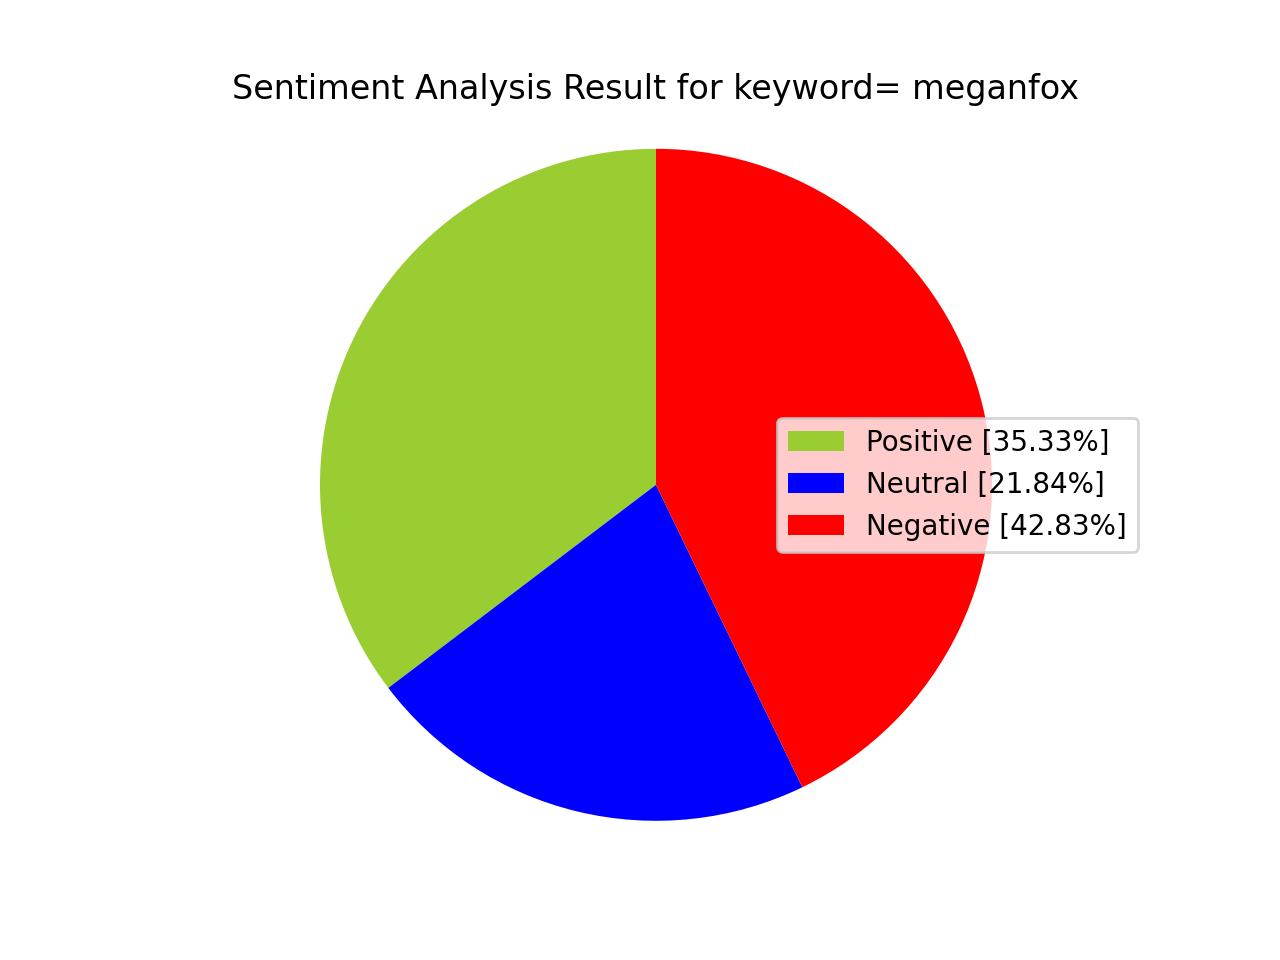 Sentiment Analysis Result for keyword= meganfox
Positive [35.33%]
Neutral [21.84%]
Negative [42.83%]